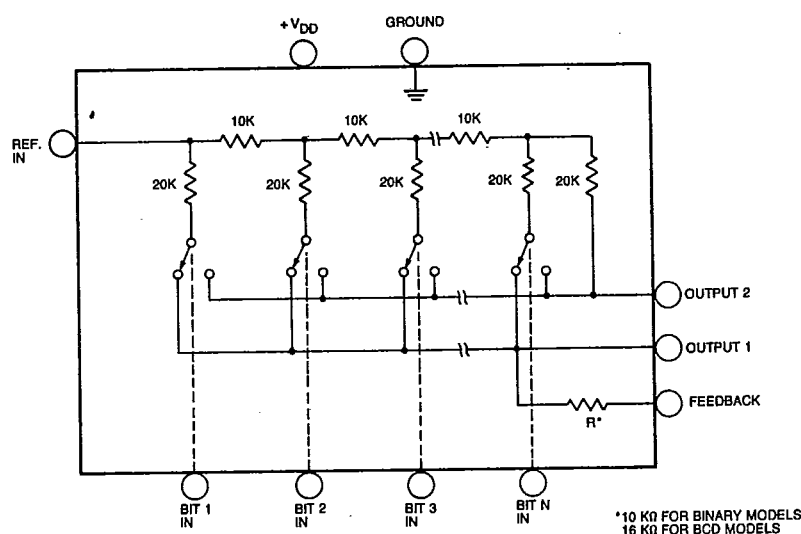 +VDD
GROUND
REF.
IN
10K
10K
10K
20K
20K
20K
20K
20K
OUTPUT 2
OUTPUT 1
FEEDBACK
R*
BIT 1
IN
BIT 2
IN
BIT 3
IN
BIT N
IN
*10 KΩ FOR BINARY MODELS
16 KΩ FOR BCD MODELS